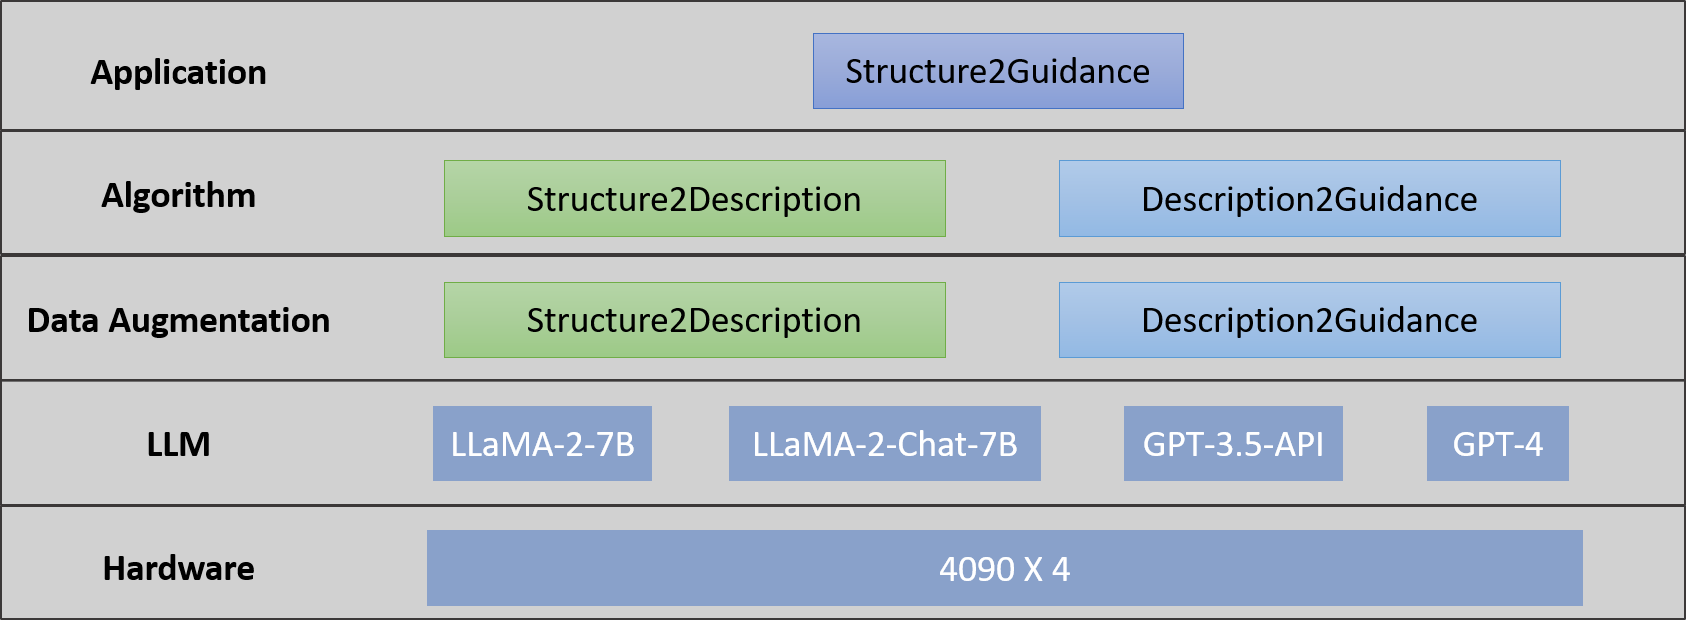 Application
Structure2Guidance
Algorithm
Structure2Description
Description2Guidance
Data Augmentation
Structure2Description
Description2Guidance
LLM
LLaMA-2-7B
LLaMA-2-Chat-7B
GPT-3.5-API
GPT-4
Hardware
4090 X 4